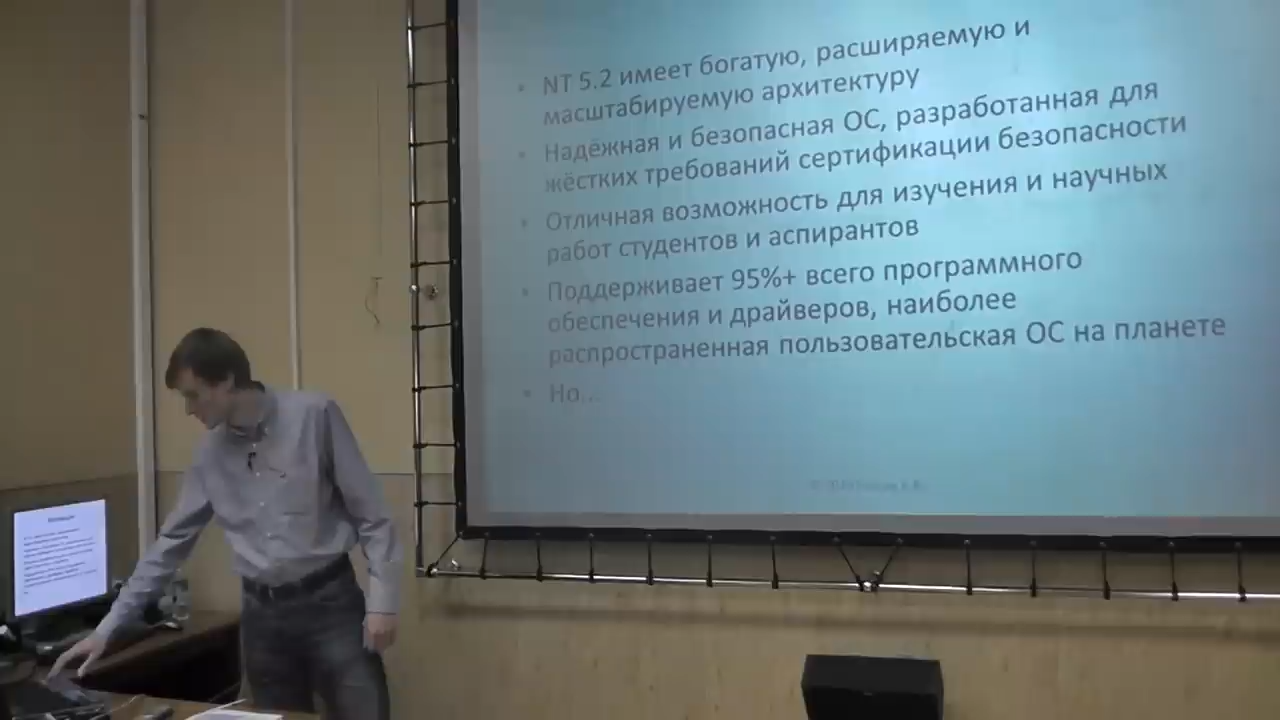 • NT 5.2 имеет богатую, расширяемую и
масштабируемую архитектуру
• Надёжная и безопасная ОС, разработанная для
жёстких требований сертификации безопасности
• Отличная возможность для изучения и научных
работ студентов и аспирантов
• Поддерживает 95%+ всего программного
обеспечения и драйверов, наиболее
распространенная пользовательская ОС на планете
• Но...